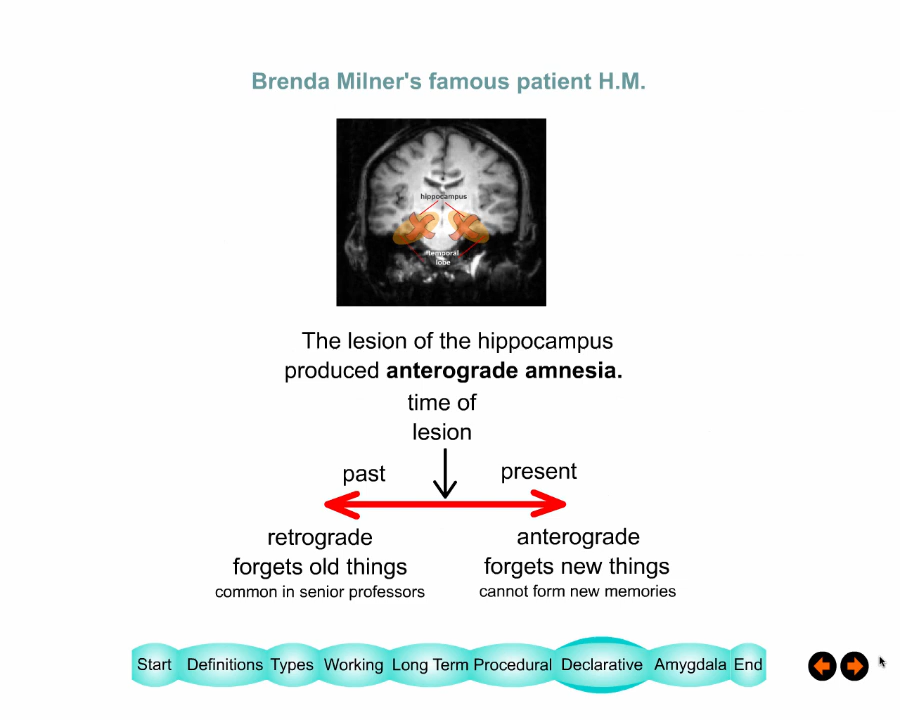 Brenda Milner's famous patient H.M.
hippocampus
temporal
lobe
The lesion of the hippocampus
produced anterograde amnesia.
time of
lesion
past present
retrograde anterograde
forgets old things forgets new things
common in senior professors cannot form new memories
Start Definitions Types Working Long Term Procedural Declarative Amygdala End